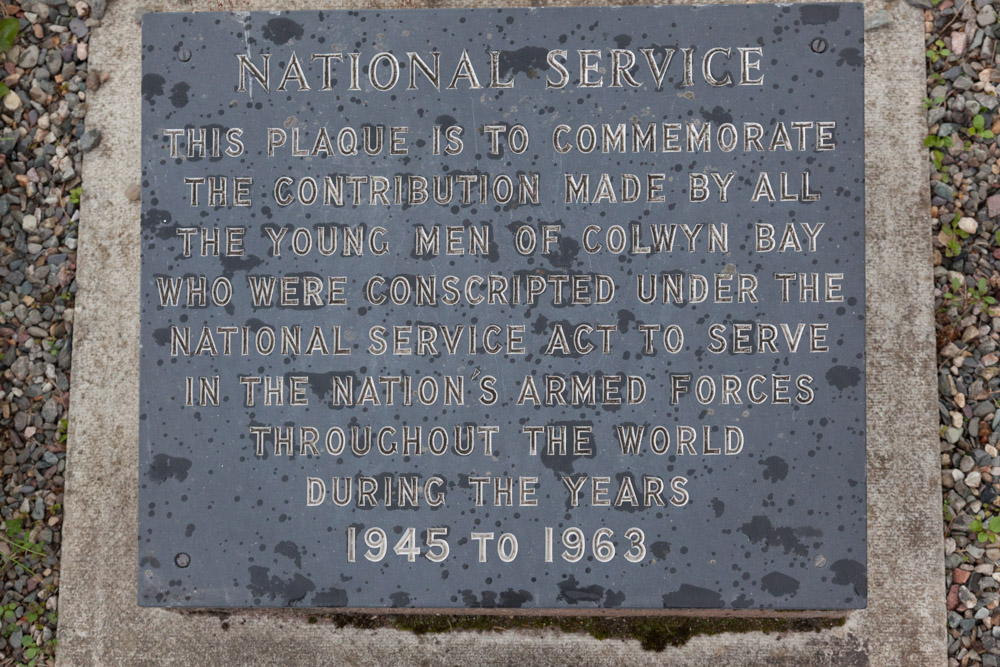 NATIONAL SERVICE
THIS PLAQUE IS TO COMMEMORATE
THE CONTRIBUTION MADE BY ALL
THE YOUNG MEN OF COLWYN BAY
WHO WERE CONSCRIPTED UNDER THE
NATIONAL SERVICE ACT TO SERVE
IN THE NATION'S ARMED FORCES
THROUGHOUT THE WORLD
DURING THE YEARS
1945 TO 1963